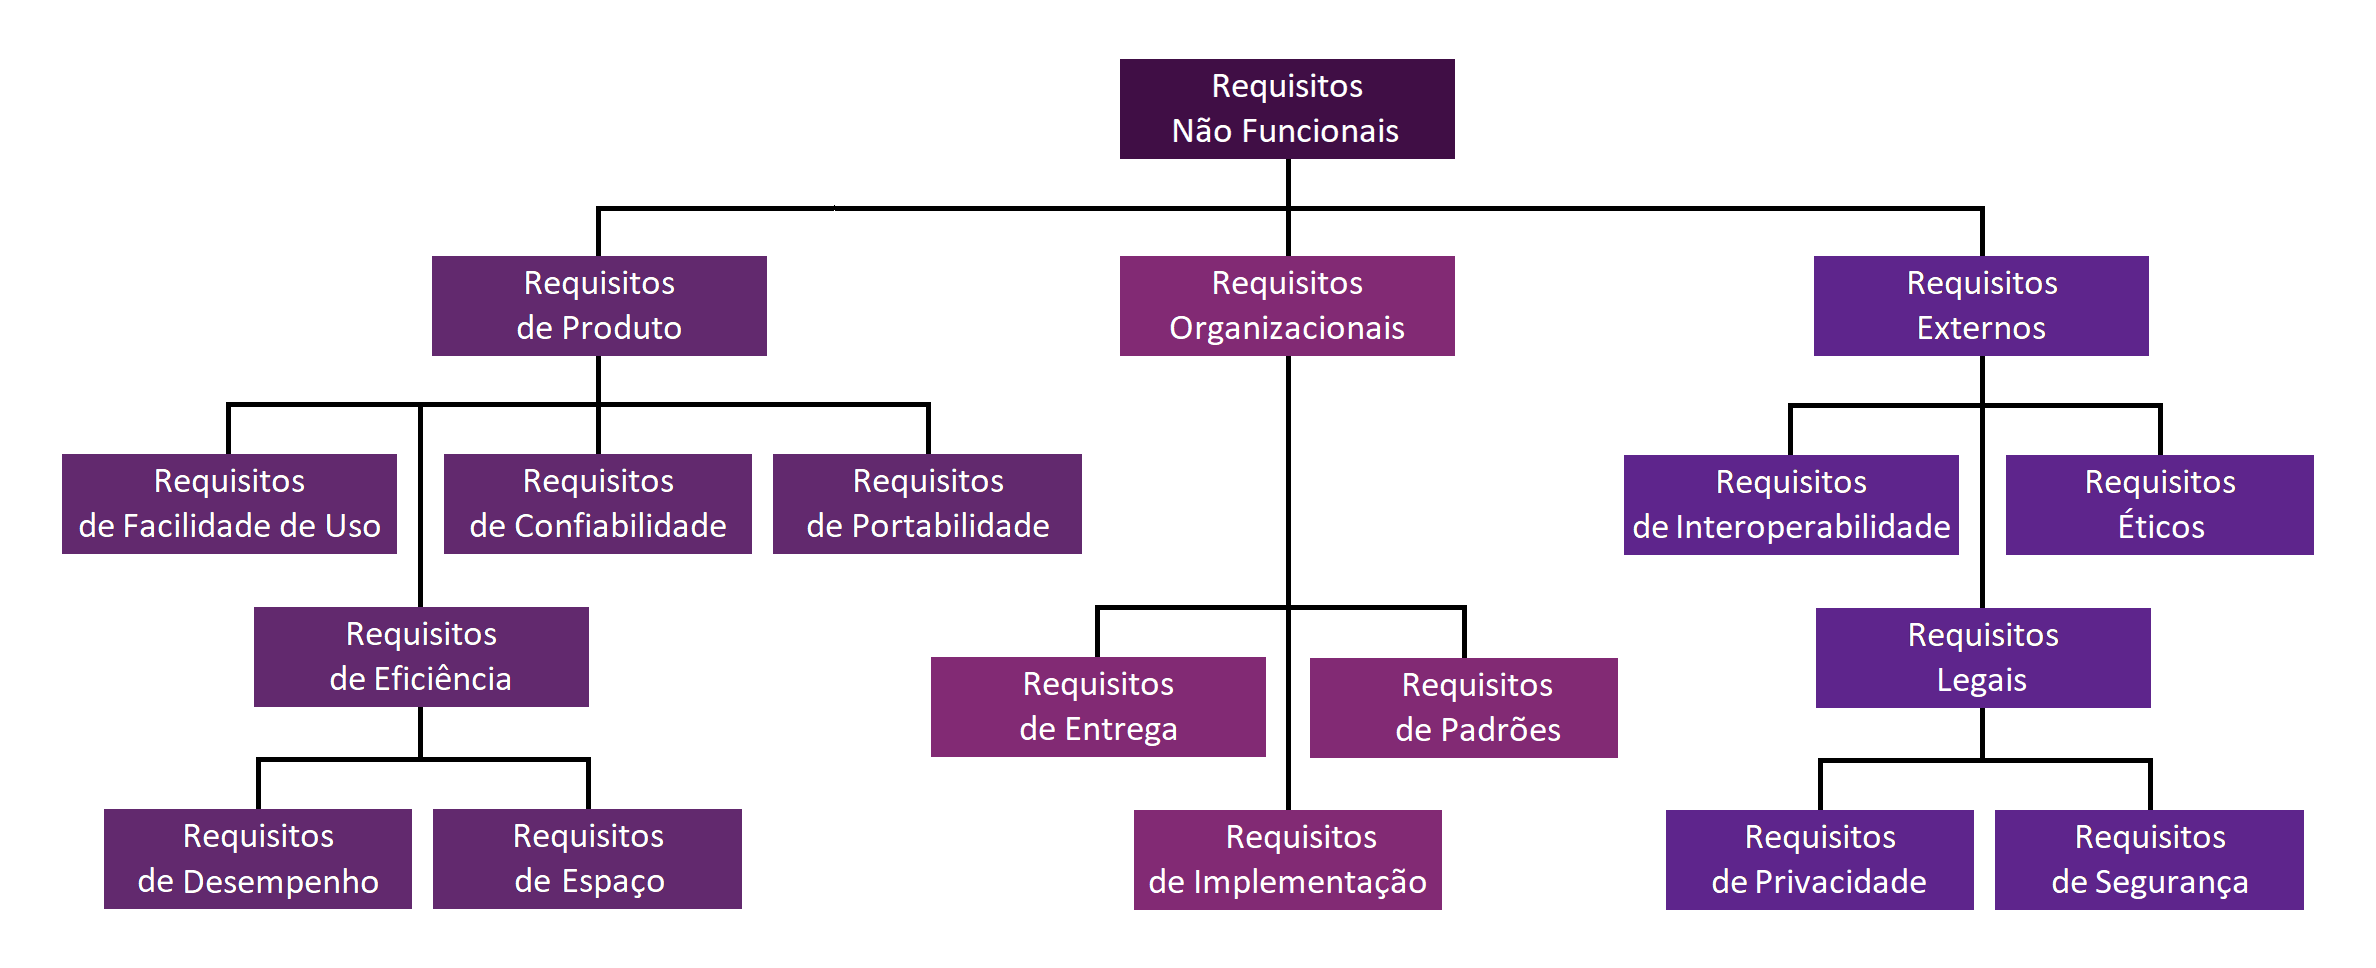 Requisitos
Não Funcionais
Requisitos
de Produto
Requisitos
Organizacionais
Requisitos
Externos
Requisitos
de Facilidade de Uso
Requisitos
de Confiabilidade
Requisitos
de Portabilidade
Requisitos
de Interoperabilidade
Requisitos
Éticos
Requisitos
de Eficiência
Requisitos
de Entrega
Requisitos
de Padrões
Requisitos
Legais
Requisitos
de Desempenho
Requisitos
de Espaço
Requisitos
de Implementação
Requisitos
de Privacidade
Requisitos
de Segurança